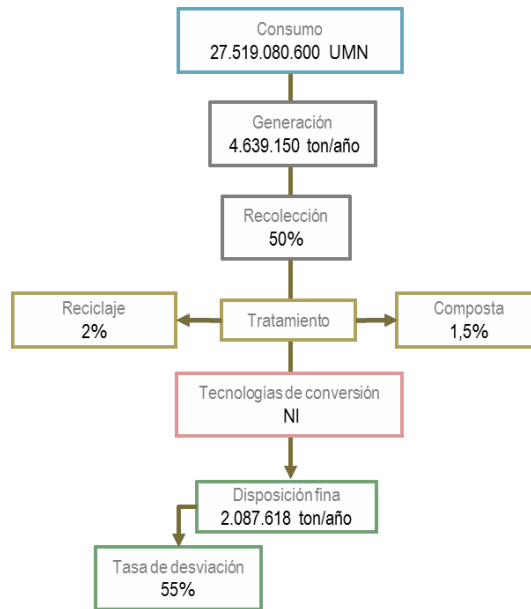 Consumo
27.519.080.600 UMN
Generación
4.639.150 ton/año
Recolección
50%
Reciclaje
2%
Tratamiento
Composta
1,5%
Tecnologías de conversión
NI
Disposición fina
2.087.618 ton/año
Tasa de desviación
55%